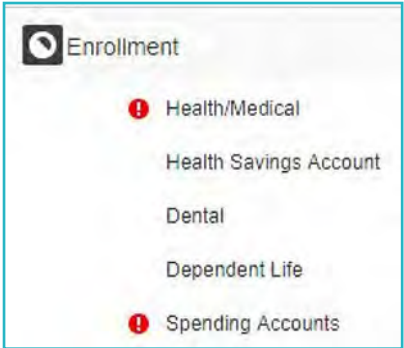 Enrollment
Health/Medical
Health Savings Account
Dental
Dependent Life
Spending Accounts